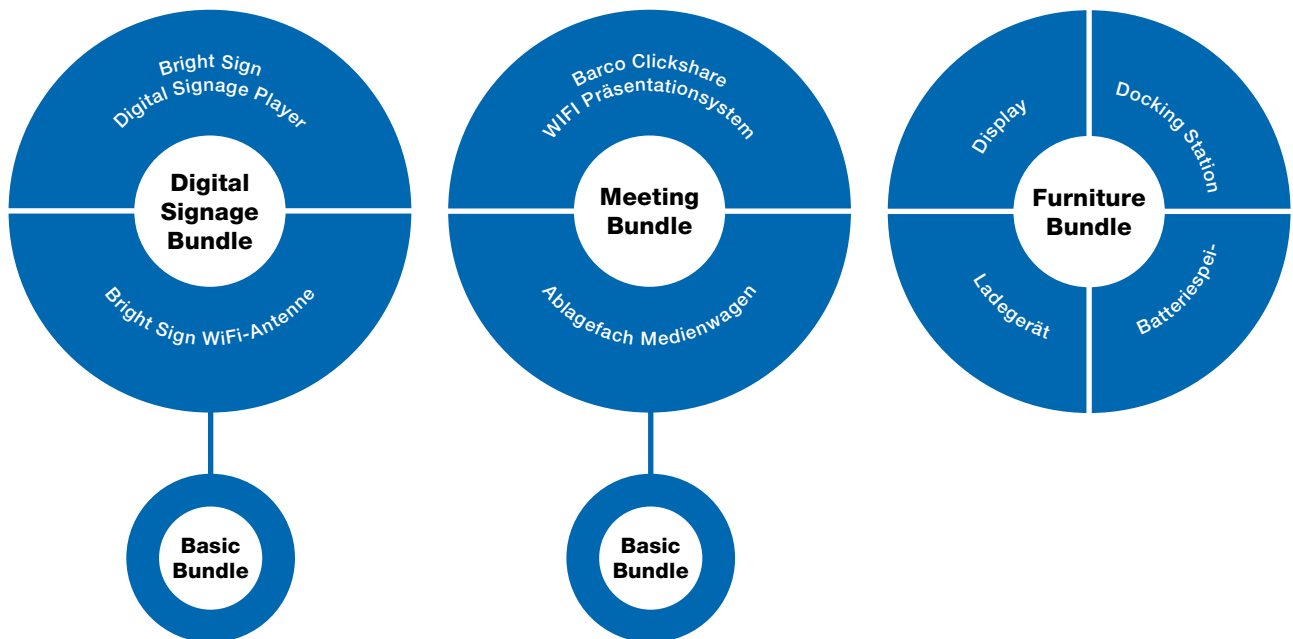 Bright Sign
Digital Signage Player
Digital
Signage
Bundle
Bright Sign WiFi-Antenne
Basic
Bundle
Barco Clickshare
WIFI Präsentationsystem
Meeting
Bundle
Ablagefach Medienwagen
Basic
Bundle
Display
Docking Station
Furniture
Bundle
Ladegerät
Batteriespei-